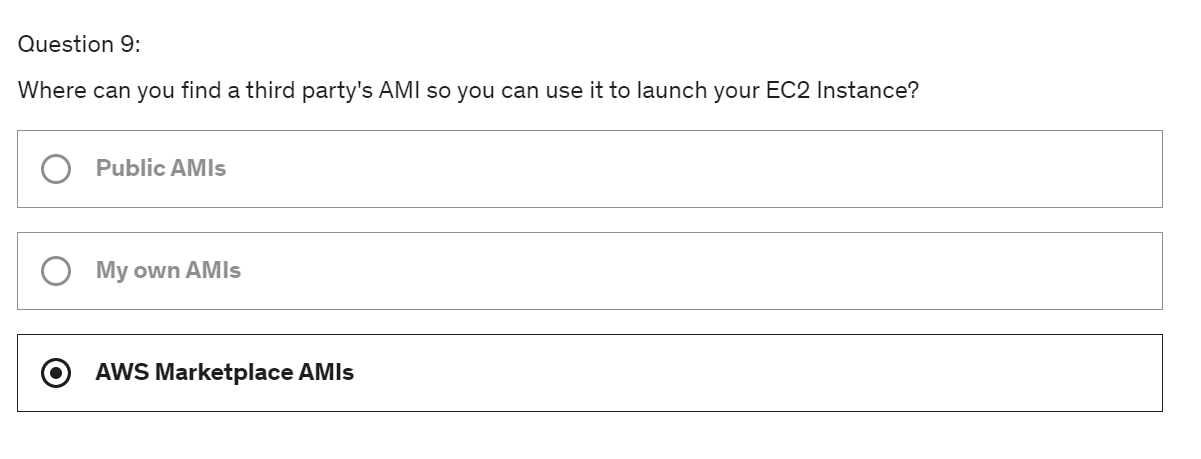 Question 9:
Where can you find a third party's AMI so you can use it to launch your EC2 Instance?
Public AMIs
My own AMIs
AWS Marketplace AMIs